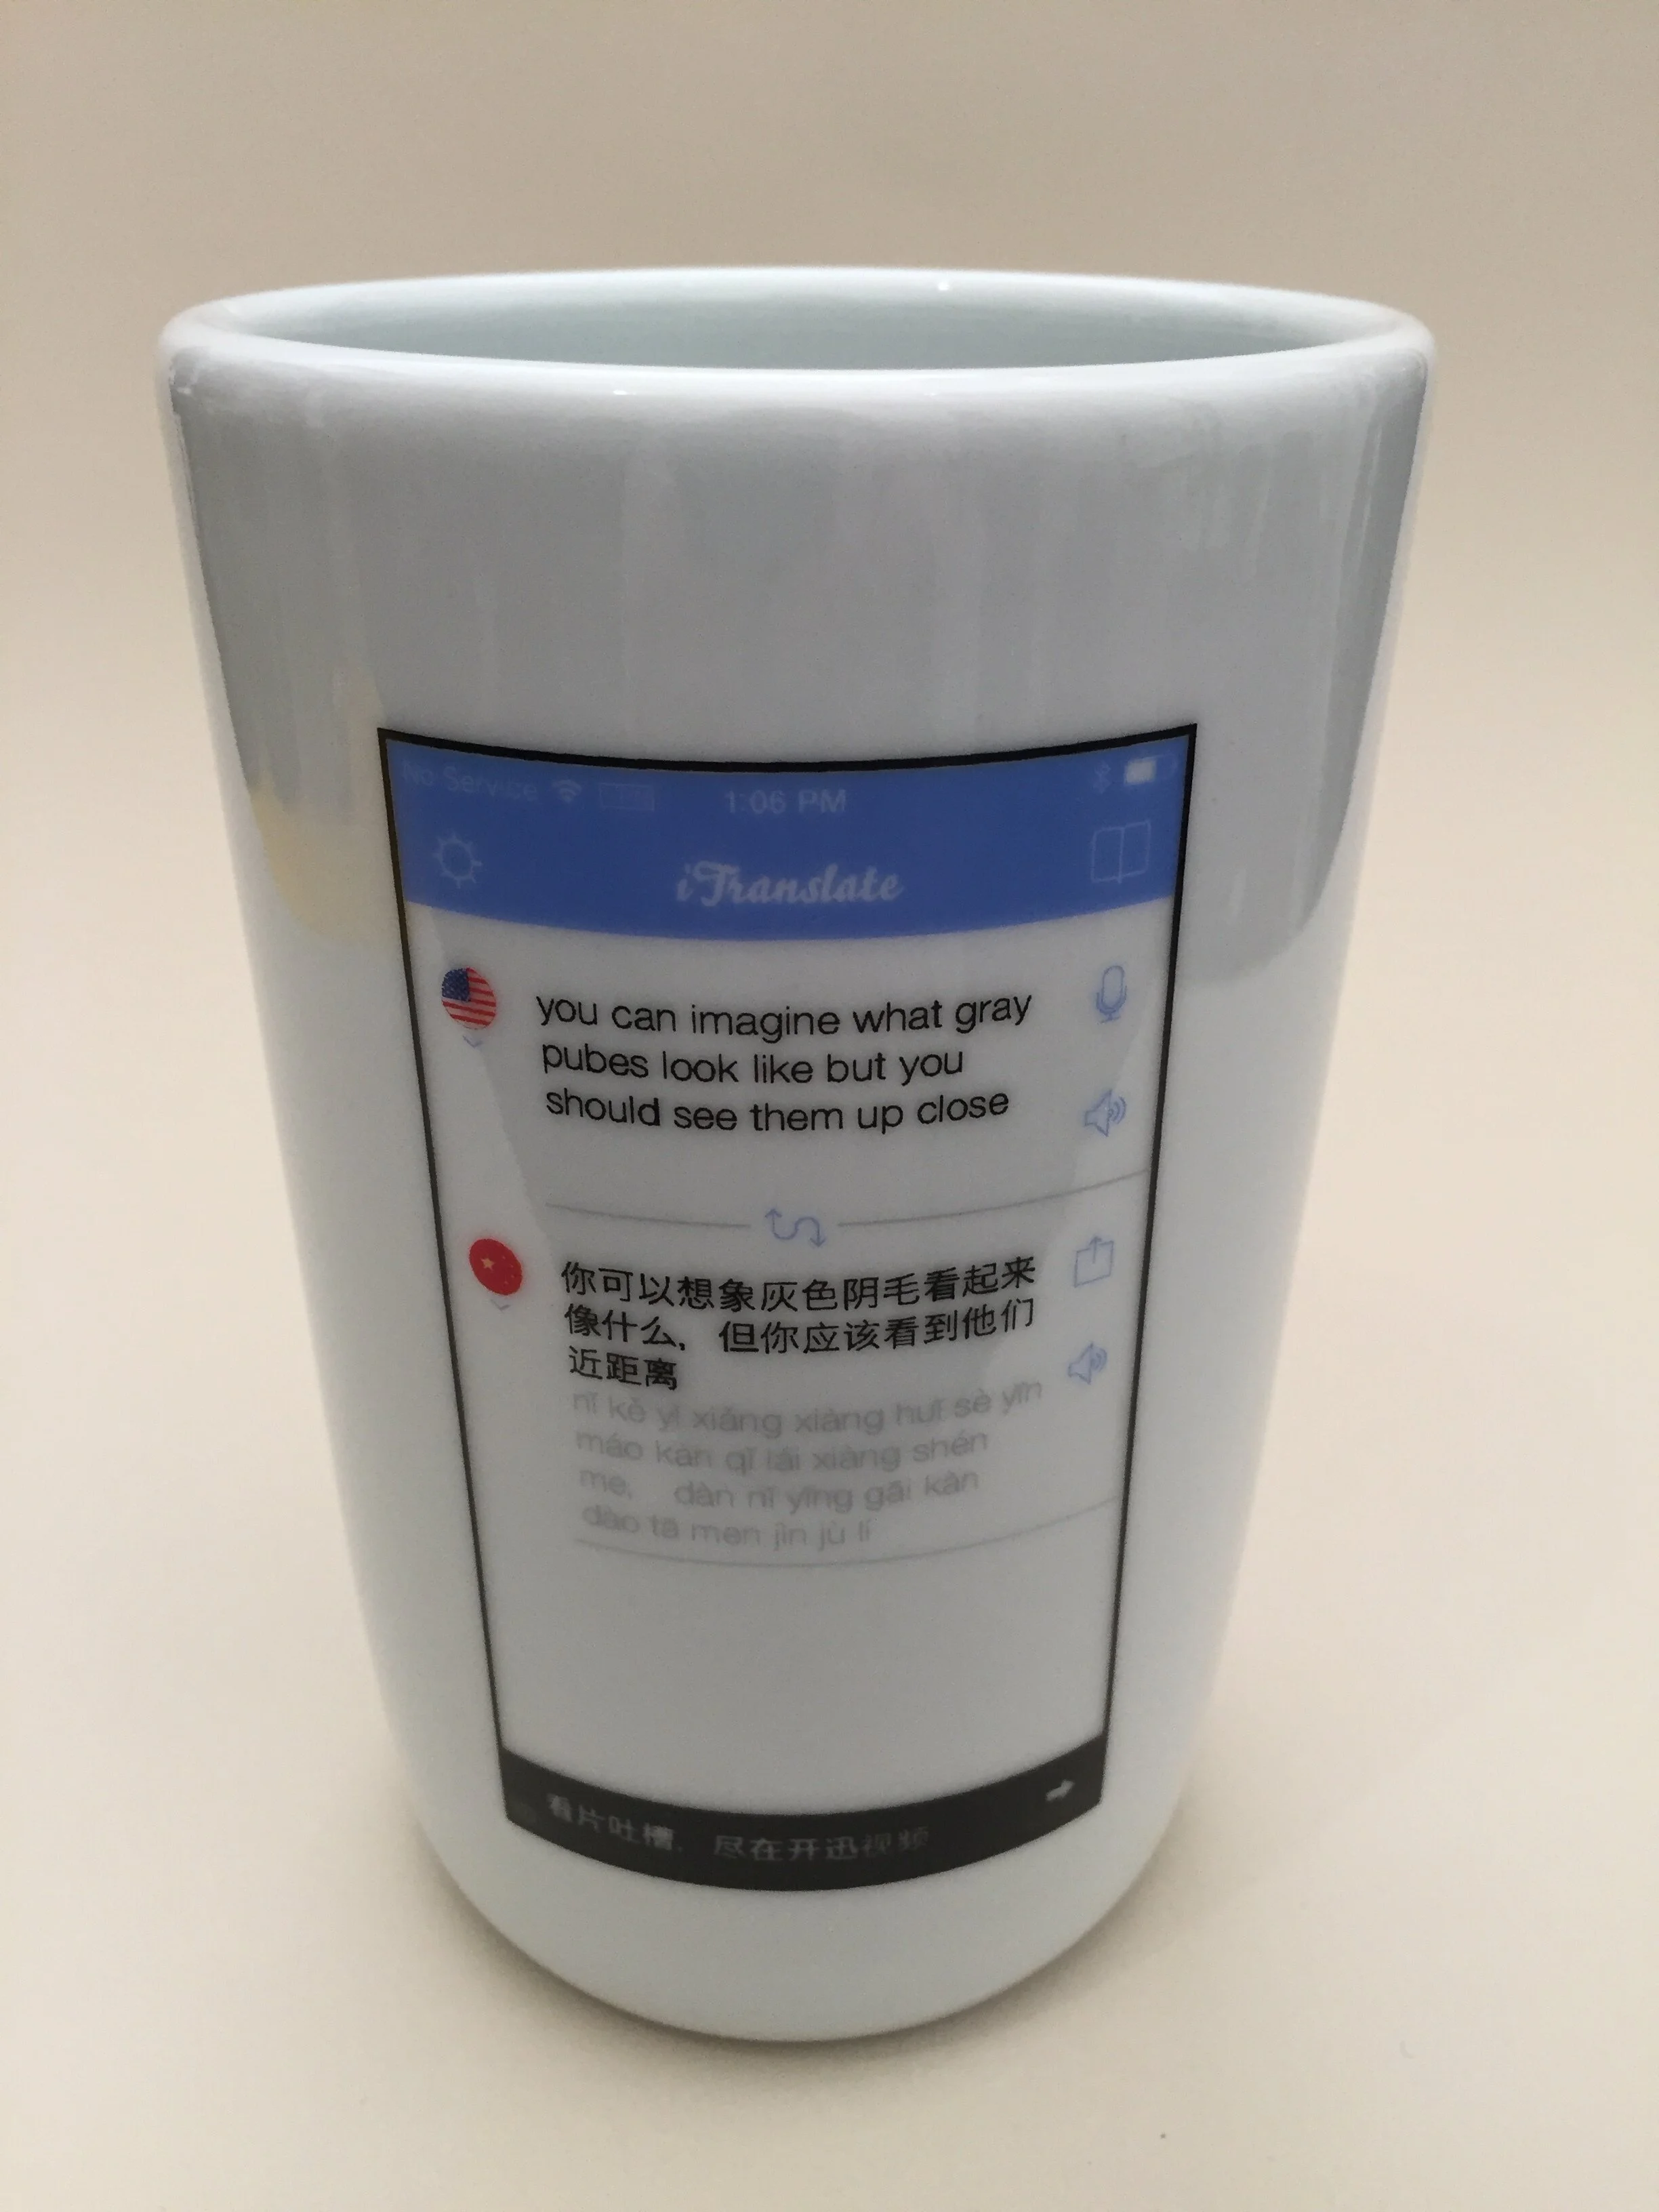 No Service 1:06 PM
iTranslate
you can imagine what gray
pubes look like but you
should see them up close
你可以想象灰色阴毛看起来
像什么，但你应该看到他们
近距离
nǐ kě yǐ xiǎng xiàng huī sè yīn
máo kàn qǐ lái xiàng shén
me， dàn nǐ yīng gāi kàn
dào tā men jìn jù lí
看片吐槽，尽在开迅视频